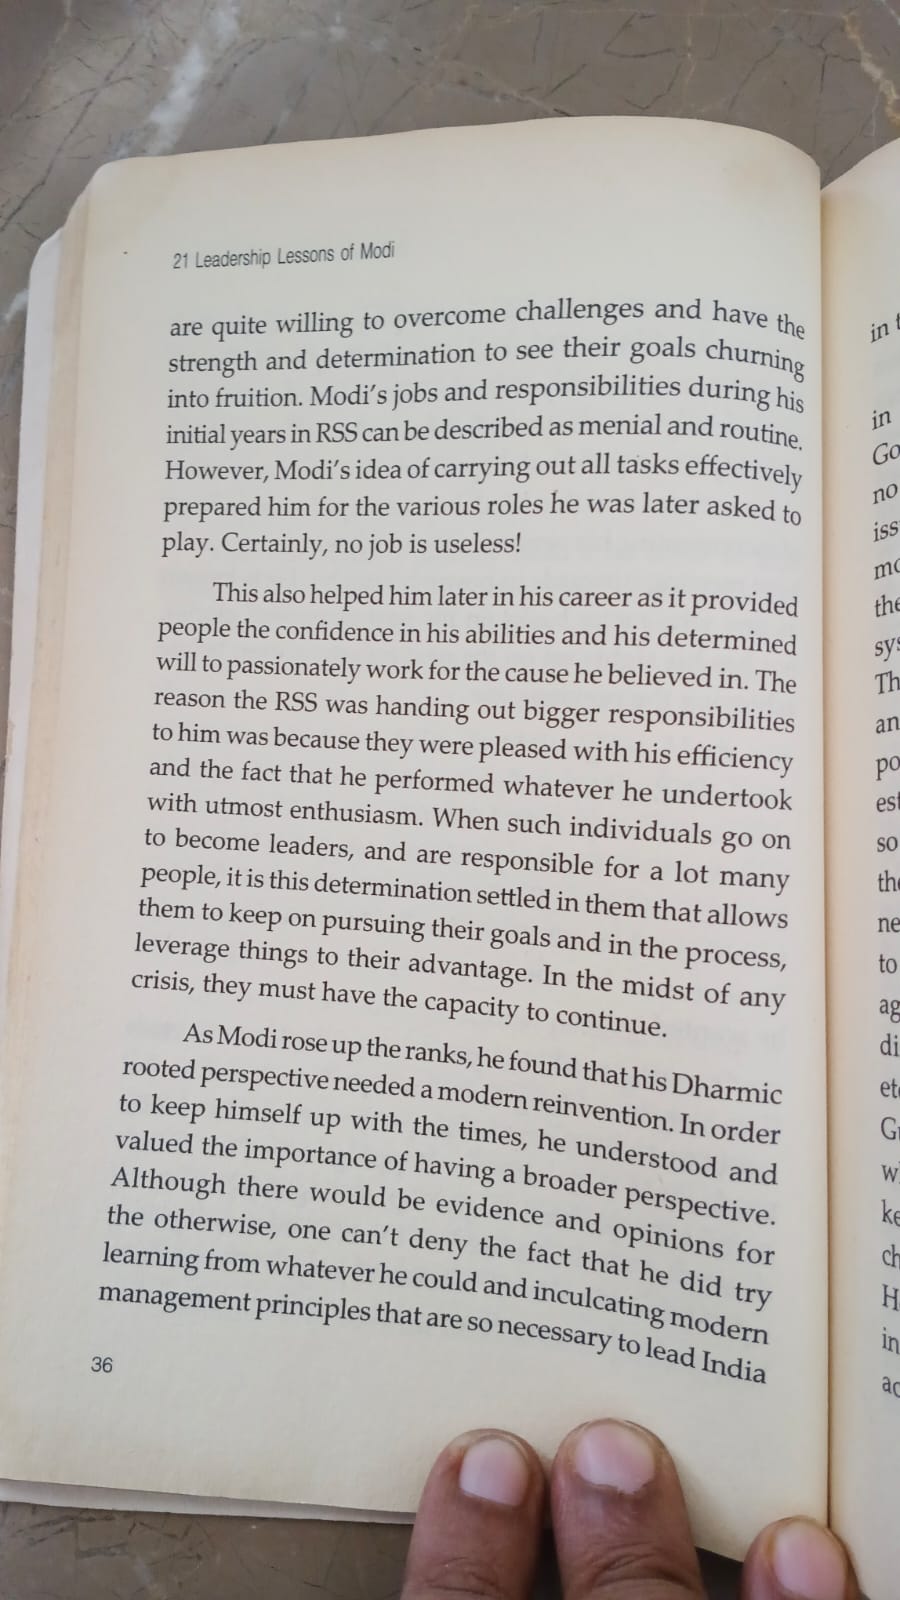 21 Leadership Lessons of Modi
are quite willing to overcome challenges and have the
strength and determination to see their goals churning
into fruition. Modi's jobs and responsibilities during his
initial years in RSS can be described as menial and routine.
However, Modi's idea of carrying out all tasks effectively
prepared him for the various roles he was later asked to
play. Certainly, no job is useless!
This also helped him later in his career as it provided
people the confidence in his abilities and his determined
will to passionately work for the cause he believed in. The
reason the RSS was handing out bigger responsibilities
to him was because they were pleased with his efficiency
and the fact that he performed whatever he undertook
with utmost enthusiasm. When such individuals go on
to become leaders, and are responsible for a lot many
people, it is this determination settled in them that allows
them to keep on pursuing their goals and in the process,
leverage things to their advantage. In the midst of any
crisis, they must have the capacity to continue.
As Modi rose up the ranks, he found that his Dharmic
rooted perspective needed a modern reinvention. In order
to keep himself up with the times, he understood and
valued the importance of having a broader perspective.
Although there would be evidence and opinions for
the otherwise, one can't deny the fact that he did try
learning from whatever he could and inculcating modern
management principles that are so necessary to lead India
36